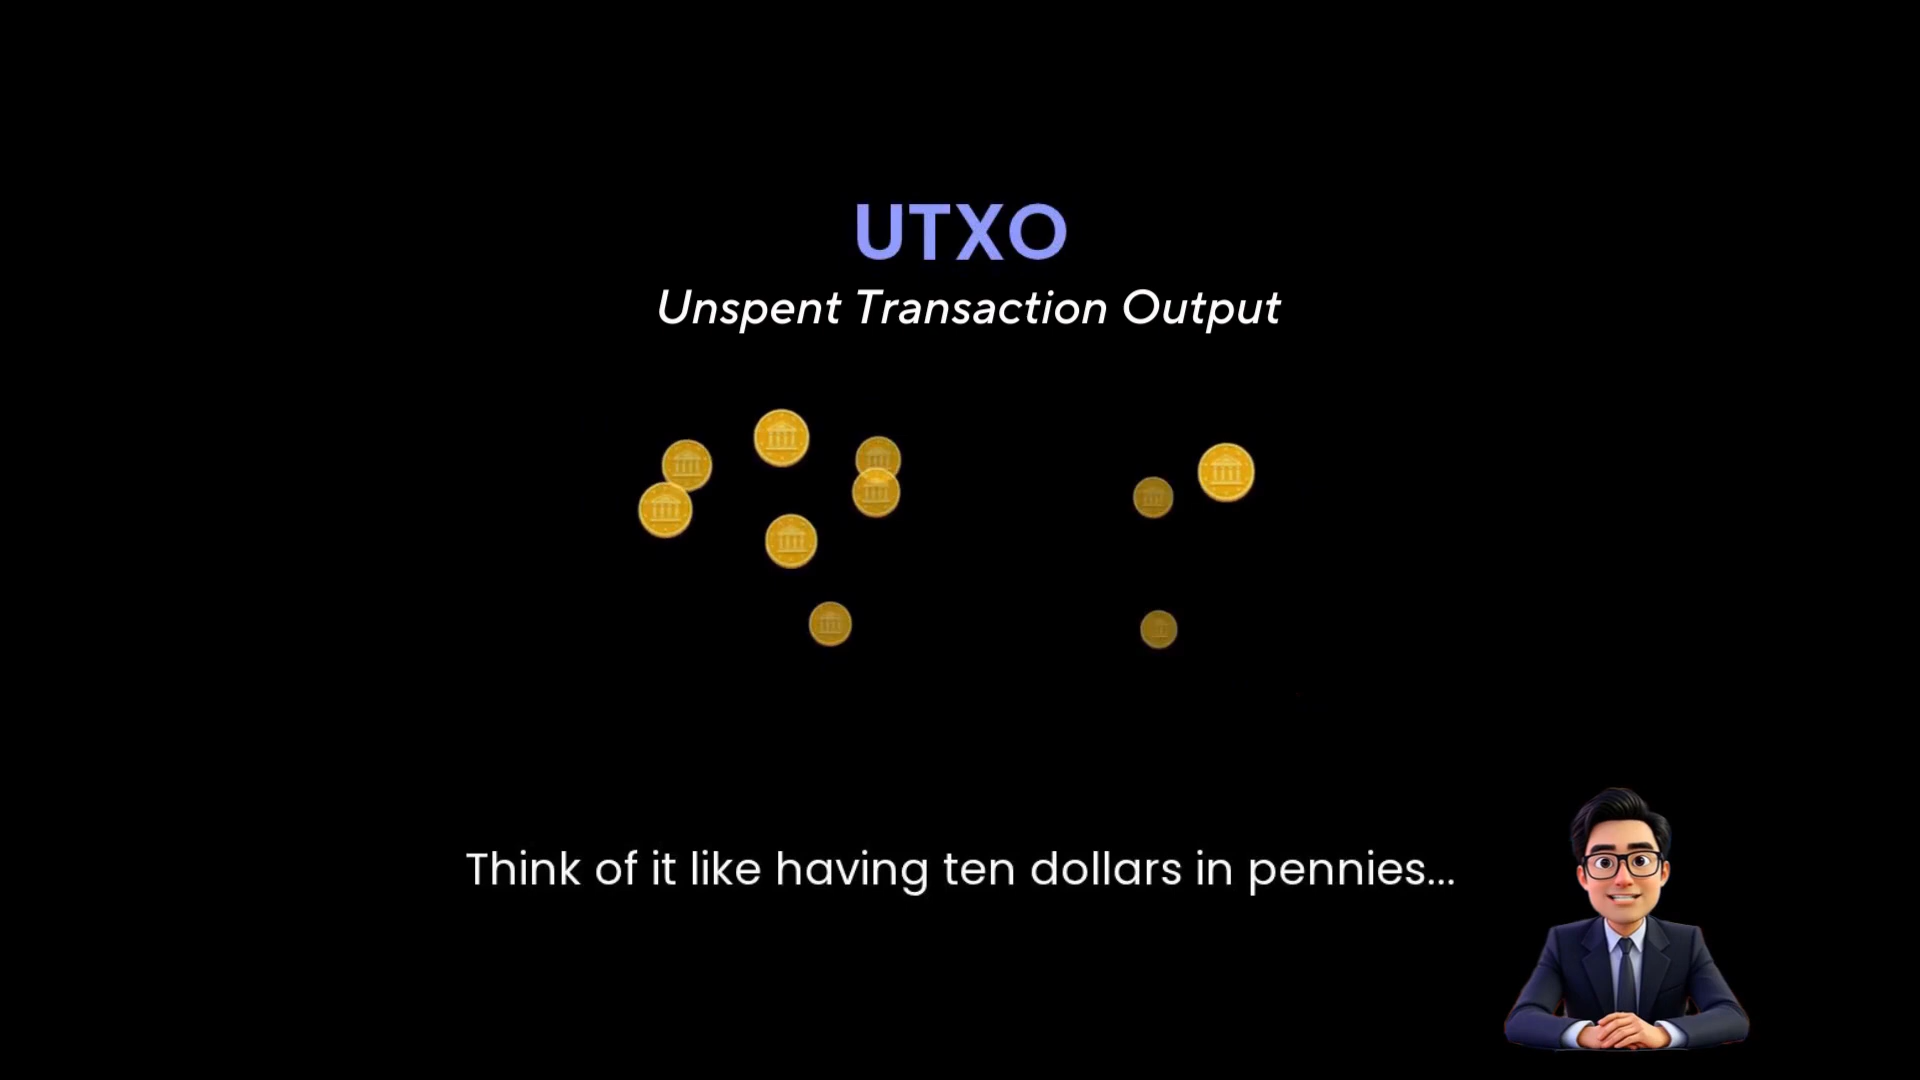 UTXO
Unspent Transaction Output
Think of it like having ten dollars in pennies...